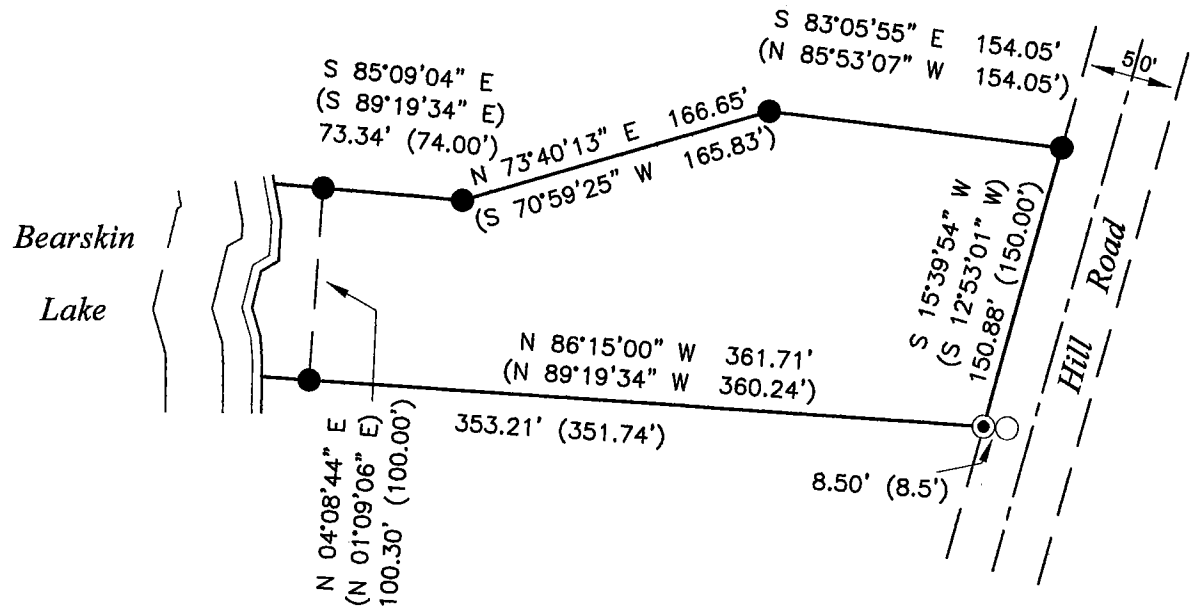 S 83°05'55" E 154.05'
(N 85°53'07" W 154.05')
50'
S 85°09'04" E
(S 89°19'34" E)
73.34' (74.00')
N 73°40'13" E 166.65'
(S 70°59'25" W 165.83')
Bearskin
Lake
S 15°39'54" W
(S 12°53'01" W)
150.88' (150.00')
Hill Road
N 86°15'00" W 361.71'
(N 89°19'34" W 360.24')
353.21' (351.74')
8.50' (8.5')
N 04°08'44" E
(N 01°09'06" E)
100.30' (100.00')